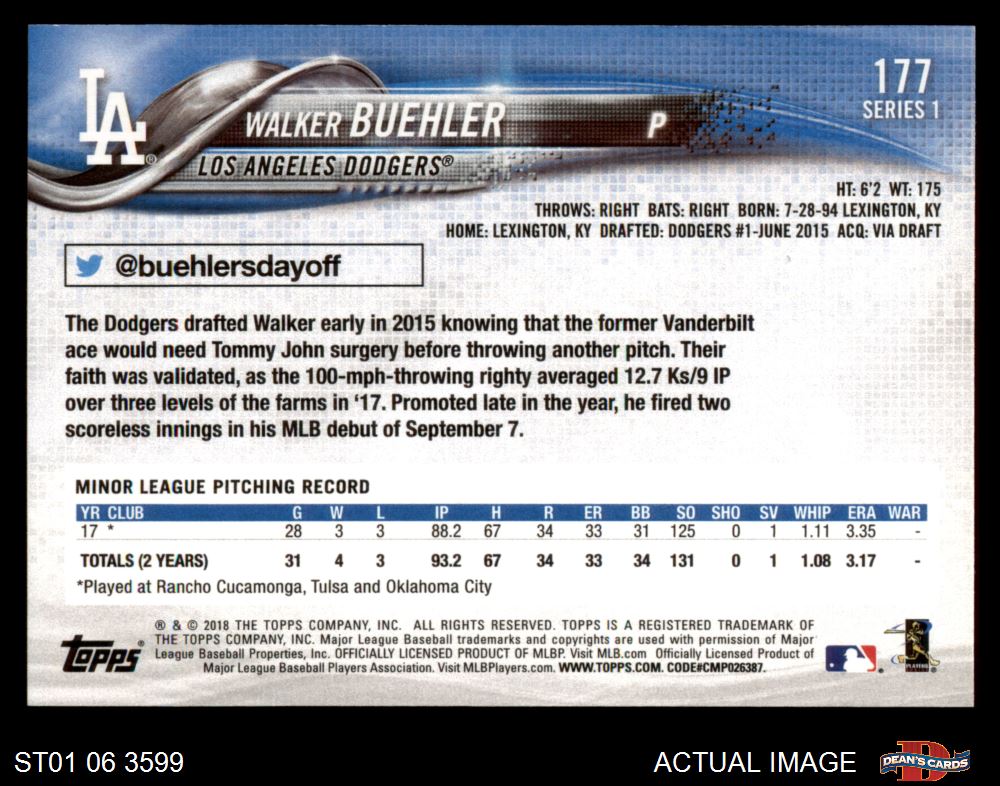 LA®
WALKER BUEHLER P
LOS ANGELES DODGERS®
177
SERIES 1
HT: 6'2 WT: 175
THROWS: RIGHT BATS: RIGHT BORN: 7-28-94 LEXINGTON, KY
HOME: LEXINGTON, KY DRAFTED: DODGERS #1-JUNE 2015 ACQ: VIA DRAFT
@buehlersdayoff
The Dodgers drafted Walker early in 2015 knowing that the former Vanderbilt
ace would need Tommy John surgery before throwing another pitch. Their
faith was validated, as the 100-mph-throwing righty averaged 12.7 Ks/9 IP
over three levels of the farms in ‘17. Promoted late in the year, he fired two
scoreless innings in his MLB debut of September 7.
MINOR LEAGUE PITCHING RECORD
YR CLUB G W L IP H R ER BB SO SHO SV WHIP ERA WAR
17 * 28 3 3 88.2 67 34 33 31 125 0 1 1.11 3.35 -
TOTALS (2 YEARS) 31 4 3 93.2 67 34 33 34 131 0 1 1.08 3.17 -
*Played at Rancho Cucamonga, Tulsa and Oklahoma City
® & © 2018 THE TOPPS COMPANY, INC. ALL RIGHTS RESERVED. TOPPS IS A REGISTERED TRADEMARK OF
THE TOPPS COMPANY, INC. Major League Baseball trademarks and copyrights are used with permission of Major
League Baseball Properties, Inc. OFFICIALLY LICENSED PRODUCT OF MLBP. Visit MLB.com Officially Licensed Product of
Major League Baseball Players Association. Visit MLBPlayers.com. WWW.TOPPS.COM. CODE#CMP026387.
Topps®
PLAYERS
ST01 06 3599
ACTUAL IMAGE
DEAN'S CARDS